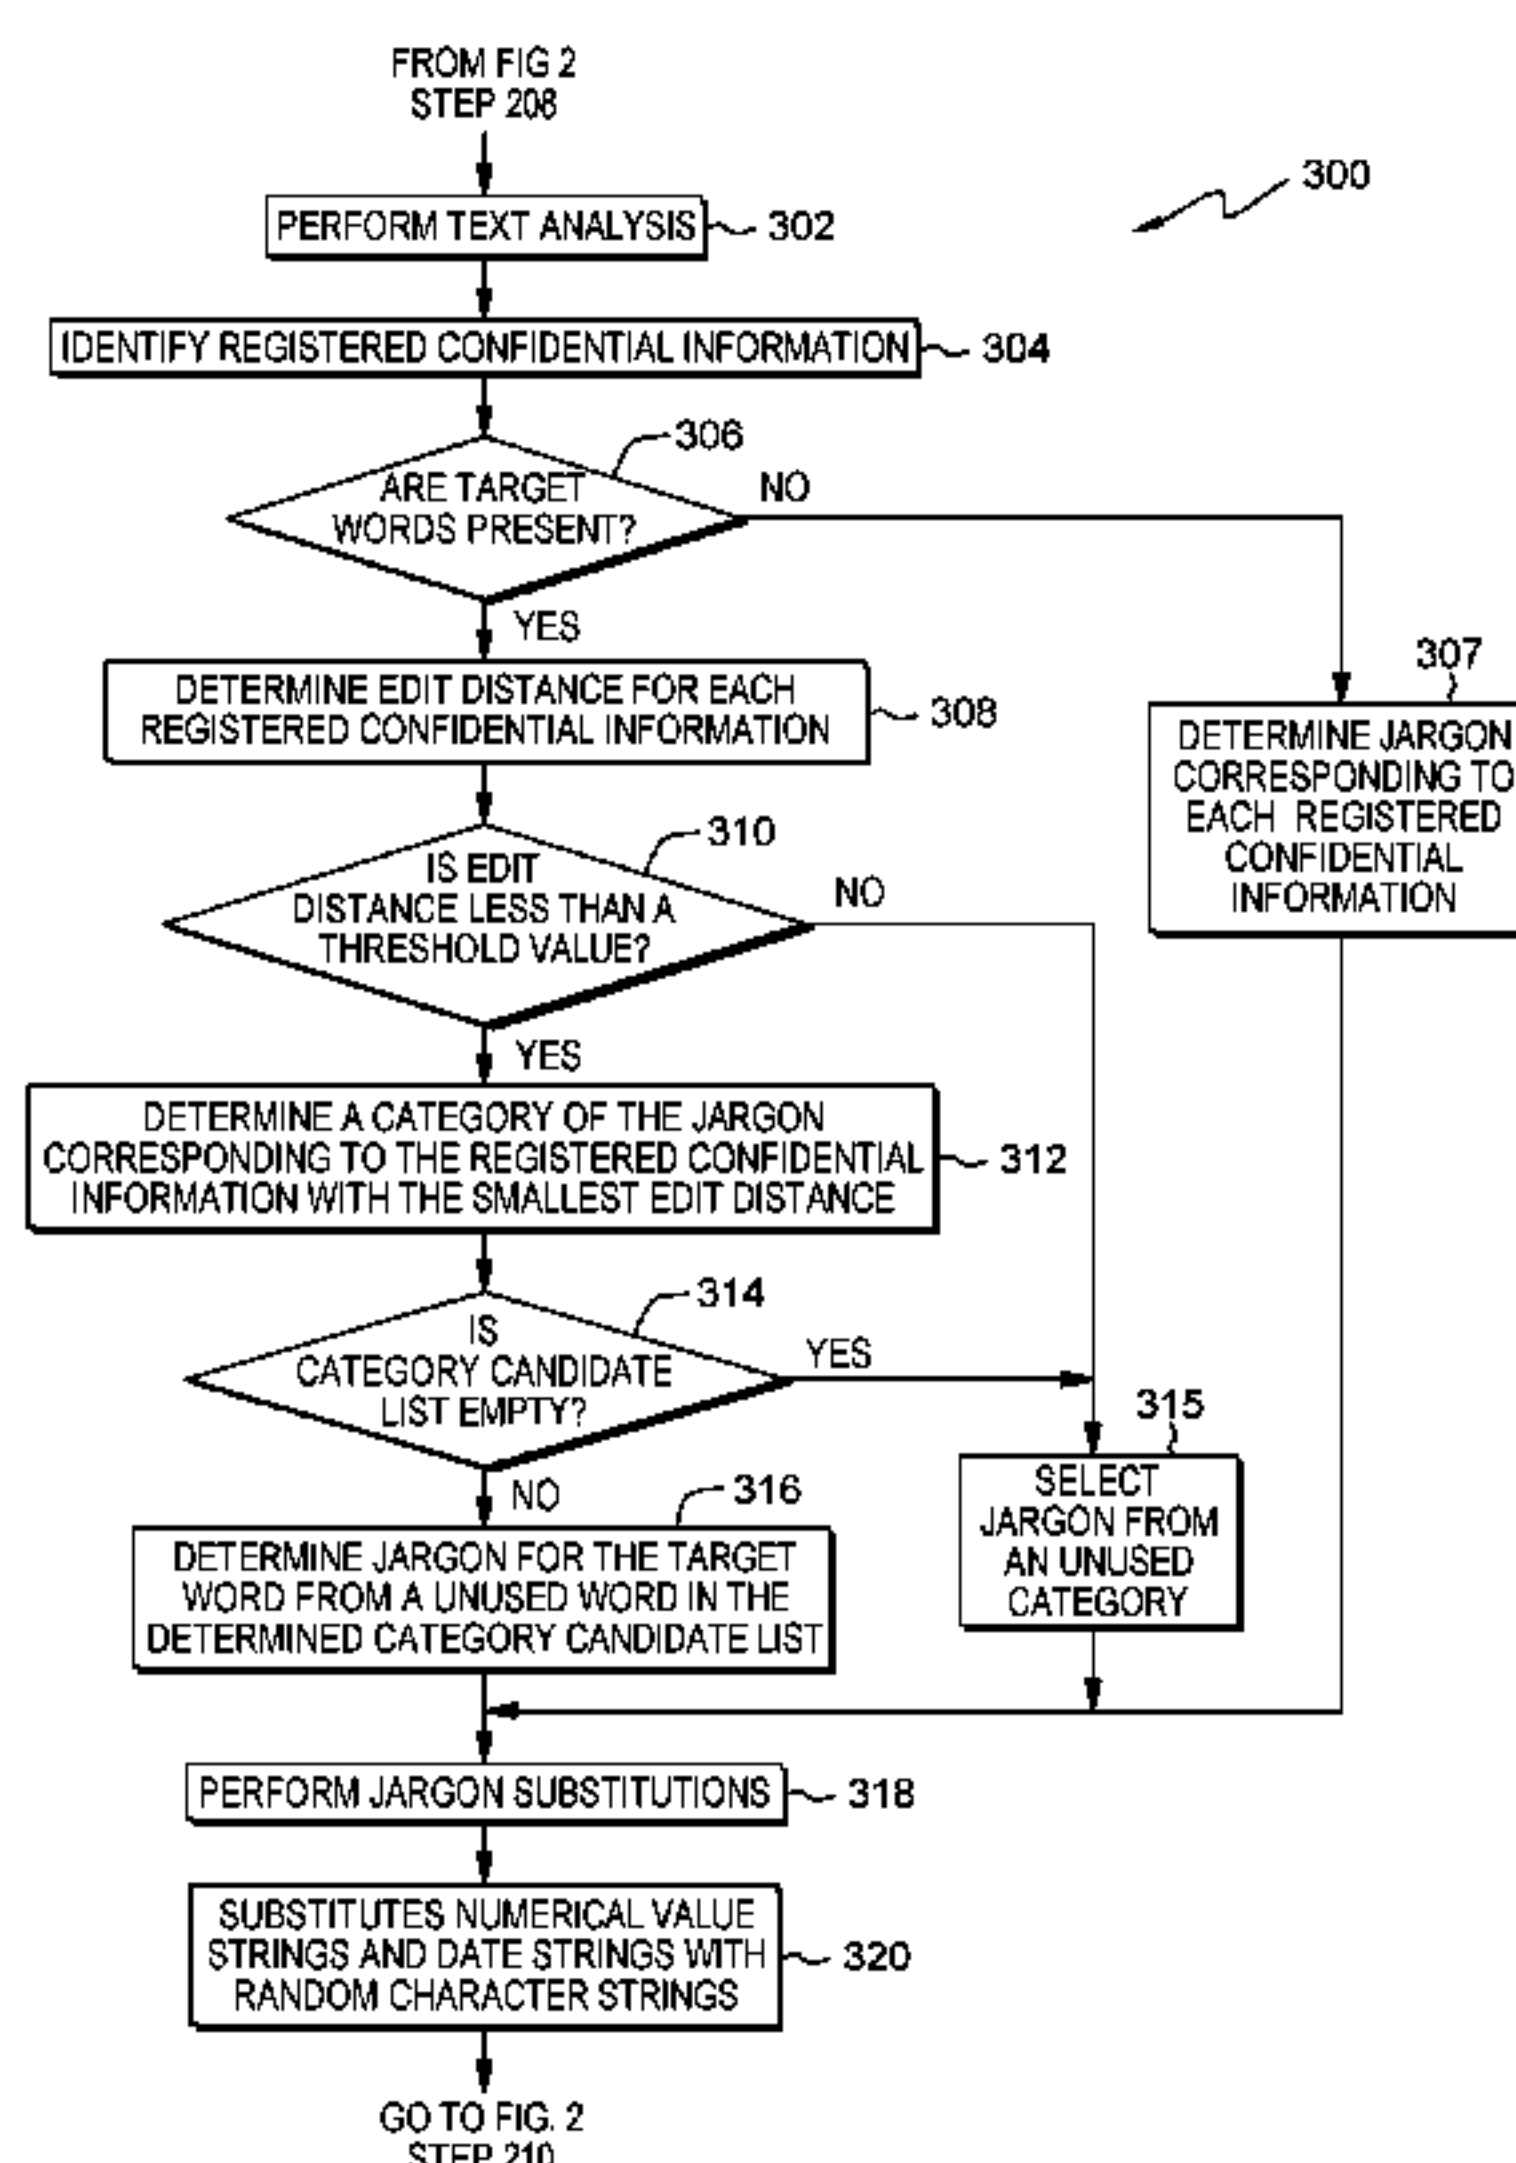 FROM FIG 2
STEP 208
300
PERFORM TEXT ANALYSIS
302
IDENTIFY REGISTERED CONFIDENTIAL INFORMATION
304
306
ARE TARGET
WORDS PRESENT?
NO
YES
307
DETERMINE JARGON
CORRESPONDING TO
EACH REGISTERED
CONFIDENTIAL
INFORMATION
DETERMINE EDIT DISTANCE FOR EACH
REGISTERED CONFIDENTIAL INFORMATION
308
310
IS EDIT
DISTANCE LESS THAN A
THRESHOLD VALUE?
NO
YES
DETERMINE A CATEGORY OF THE JARGON
CORRESPONDING TO THE REGISTERED CONFIDENTIAL
INFORMATION WITH THE SMALLEST EDIT DISTANCE
312
314
IS
CATEGORY CANDIDATE
LIST EMPTY?
YES
NO
315
SELECT
JARGON FROM
AN UNUSED
CATEGORY
316
DETERMINE JARGON FOR THE TARGET
WORD FROM A UNUSED WORD IN THE
DETERMINED CATEGORY CANDIDATE LIST
PERFORM JARGON SUBSTITUTIONS
318
SUBSTITUTES NUMERICAL VALUE
STRINGS AND DATE STRINGS WITH
RANDOM CHARACTER STRINGS
320
GO TO FIG. 2
STEP 210